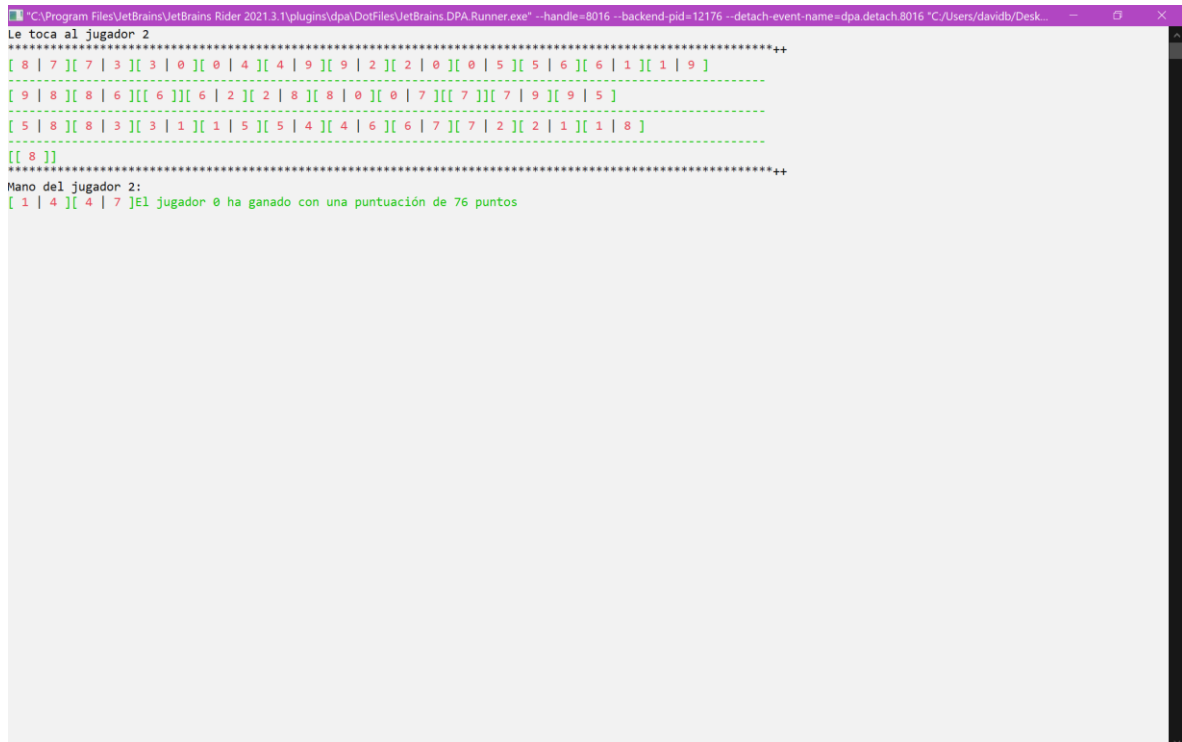 "C:\Program Files\JetBrains\JetBrains Rider 2021.3.1\plugins\dpa\DotFiles\JetBrains.DPA.Runner.exe" --handle=8016 --backend-pid=12176 --detach-event-name=dpa.detach.8016 "C:/Users/davidb/Desk...
Le toca al jugador 2
*************************************************************************************************************++
[ 8 | 7 ][ 7 | 3 ][ 3 | 0 ][ 0 | 4 ][ 4 | 9 ][ 9 | 2 ][ 2 | 0 ][ 0 | 5 ][ 5 | 6 ][ 6 | 1 ][ 1 | 9 ]
------------------------------------------------------------------------------------------------------------
[ 9 | 8 ][ 8 | 6 ][[ 6 ]][ 6 | 2 ][ 2 | 8 ][ 8 | 0 ][ 0 | 7 ][[ 7 ]][ 7 | 9 ][ 9 | 5 ]
------------------------------------------------------------------------------------------------------------
[ 5 | 8 ][ 8 | 3 ][ 3 | 1 ][ 1 | 5 ][ 5 | 4 ][ 4 | 6 ][ 6 | 7 ][ 7 | 2 ][ 2 | 1 ][ 1 | 8 ]
------------------------------------------------------------------------------------------------------------
[[ 8 ]]
*************************************************************************************************************++
Mano del jugador 2:
[ 1 | 4 ][ 4 | 7 ]El jugador 0 ha ganado con una puntuación de 76 puntos